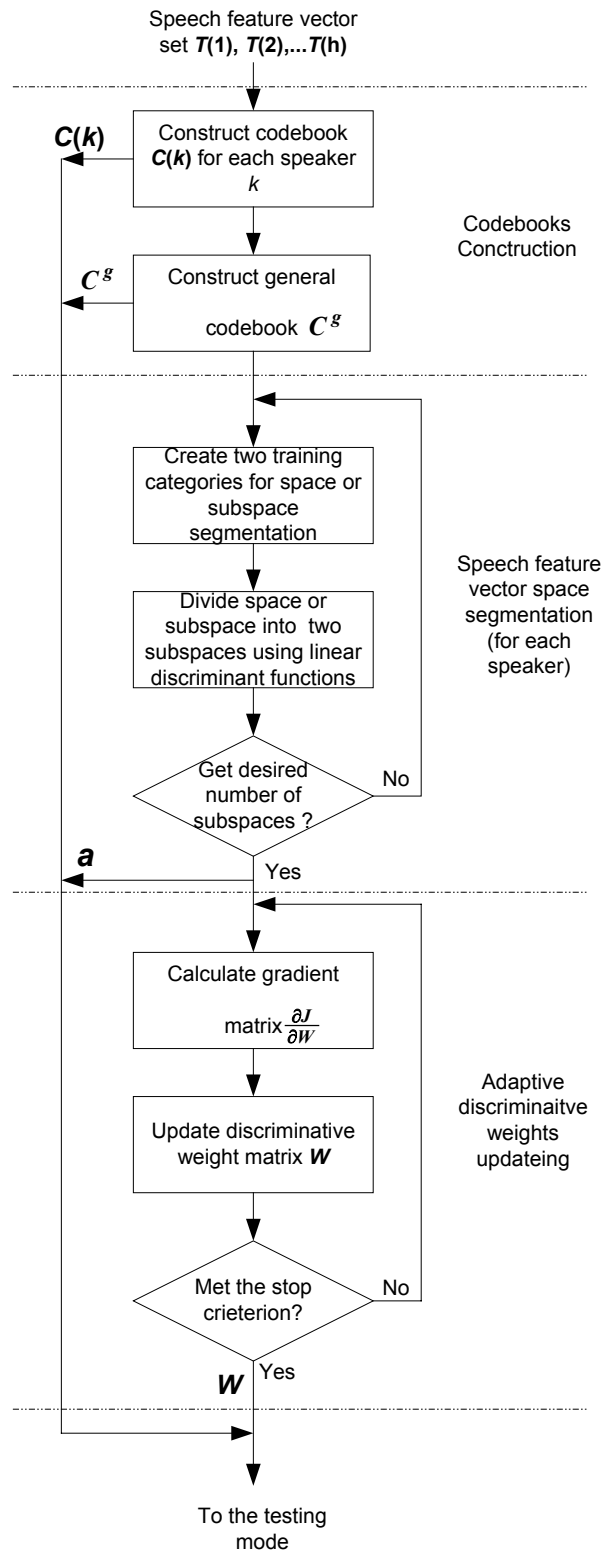 Speech feature vector
set T(1), T(2),...T(h)
C(k)
Construct codebook
C(k) for each speaker
k
Codebooks
Conctruction
C^g
Construct general
codebook C^g
Create two training
categories for space or
subspace
segmentation
Speech feature
vector space
segmentation
(for each
speaker)
Divide space or
subspace into two
subspaces using linear
discriminant functions
Get desired
number of
subspaces ?
No
a
Yes
Calculate gradient
matrix ∂J/∂W
Adaptive
discriminaitve
weights
updateing
Update discriminative
weight matrix W
Met the stop
crieterion?
No
W
Yes
To the testing
mode